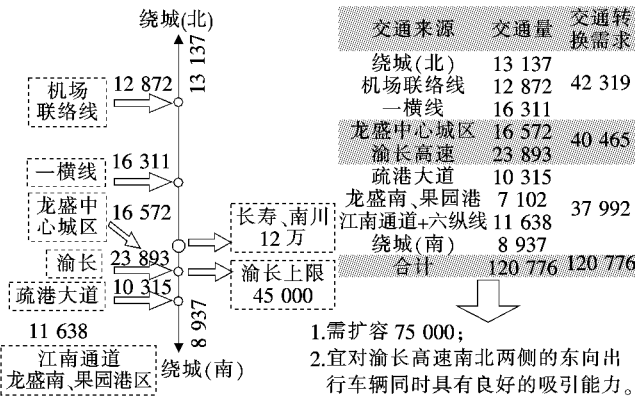 绕城(北)
13 137
机场
联络线
12 872
一横线
16 311
龙盛中
心城区
16 572
长寿、南川
12万
渝长
23 893
渝长上限
45 000
疏港大道
10 315
8 937
11 638
江南通道
龙盛南、果园港区
绕城(南)
交通来源 交通量 交通转换需求
绕城(北) 13 137
机场联络线 12 872 42 319
一横线 16 311
龙盛中心城区 16 572 40 465
渝长高速 23 893
疏港大道 10 315
龙盛南、果园港 7 102 37 992
江南通道+六纵线 11 638
绕城(南) 8 937
合计 120 776 120 776
1.需扩容 75 000；
2.宜对渝长高速南北两侧的东向出
行车辆同时具有良好的吸引能力。